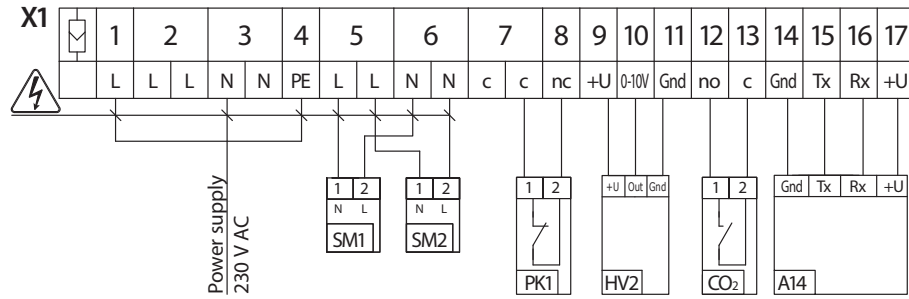 X1 1 2 3 4 5 6 7 8 9 10 11 12 13 14 15 16 17
L L L N N PE L L N N c c nc +U 0-10V Gnd no c Gnd Tx Rx +U
Power supply
230 V AC
1 2
N L
SM1
1 2
N L
SM2
1 2
PK1
+U Out Gnd
HV2
1 2
CO₂
Gnd Tx Rx +U
A14